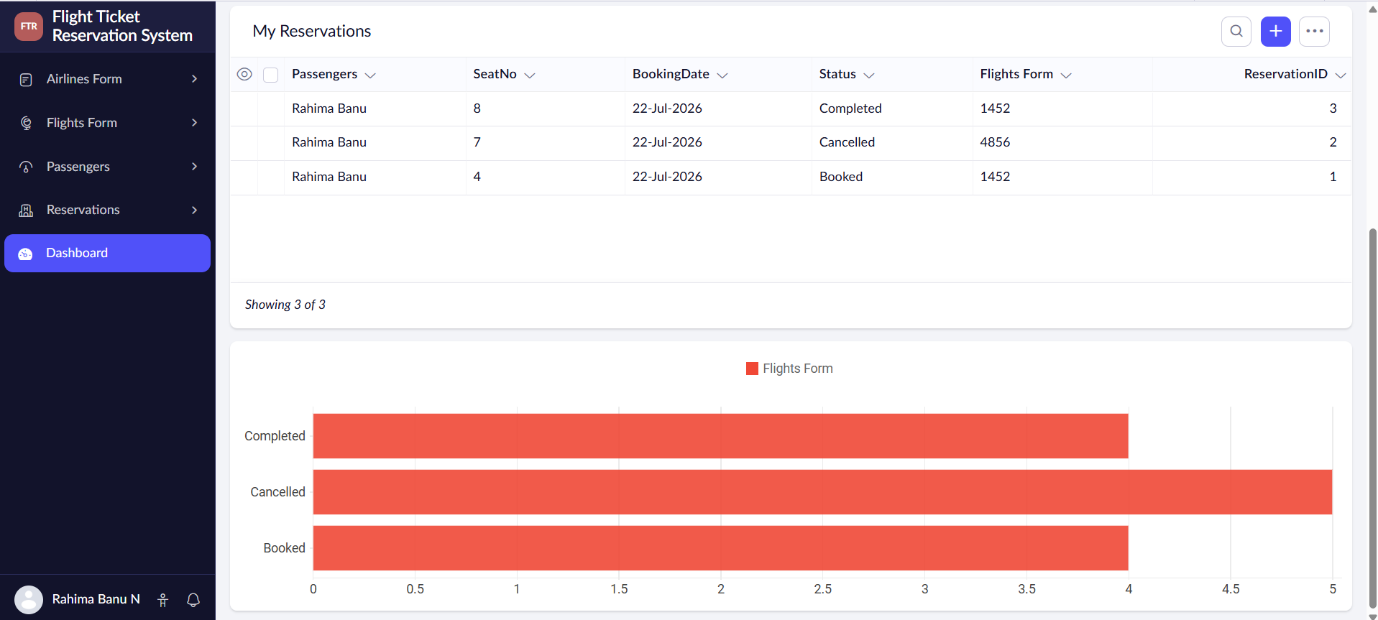 FTR
Flight Ticket
Reservation System
Airlines Form
Flights Form
Passengers
Reservations
Dashboard
Rahima Banu N
My Reservations
Passengers SeatNo BookingDate Status Flights Form ReservationID
Rahima Banu 8 22-Jul-2026 Completed 1452 3
Rahima Banu 7 22-Jul-2026 Cancelled 4856 2
Rahima Banu 4 22-Jul-2026 Booked 1452 1
Showing 3 of 3
Flights Form
Completed
Cancelled
Booked
0 0.5 1 1.5 2 2.5 3 3.5 4 4.5 5